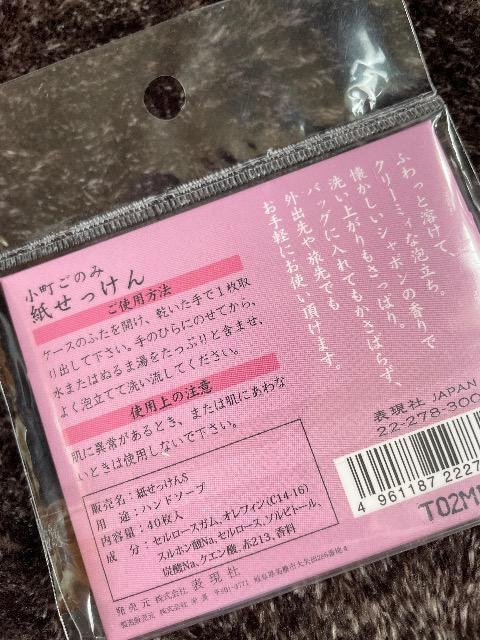 ふわっと溶けて、
クリーミィな泡立ち。
懐かしいシャボンの香りで
洗い上がりもさっぱり。
バッグに入れてもかさばらず、
外出先や旅先でも
お手軽にお使い頂けます。
小町ごのみ
紙せっけん
ご使用方法
ケースのふたを開け、乾いた手で1枚取
り出して下さい。手のひらにのせてから、
水またはぬるま湯をたっぷりと含ませ、
よく泡立てて洗い流してください。
使用上の注意
肌に異常があるとき、または肌にあわな
いときは使用しないで下さい。
販売名：紙せっけんS
用　途：ハンドソープ
内容量：40枚入
成　分：セルロースガム、オレフィン(C14-16)
スルホン酸Na、セルロース、ソルビトール、
炭酸Na、クエン酸、赤213、香料
発売元 株式会社 表現社
製造販売元 株式会社
表現社 JAPAN
22-278-300
4 961187 2227
T02M